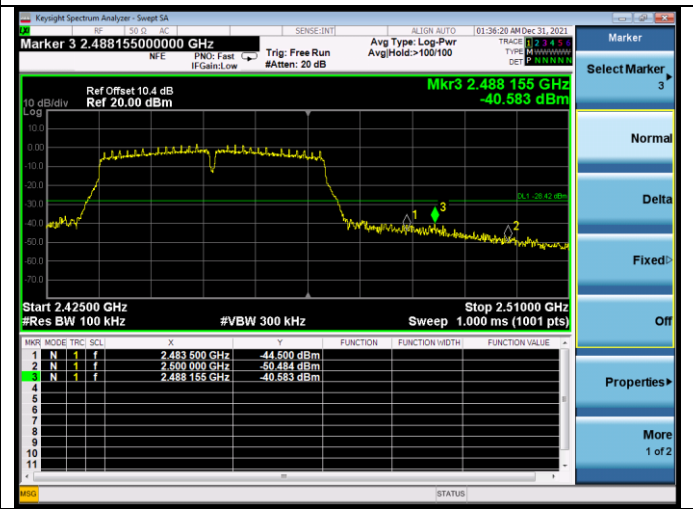 Keysight Spectrum Analyzer - Swept SA
RF 50 Ω AC SENSE:INT ALIGN AUTO 01:36:20 AM Dec 31, 2021
Marker 3 2.488155000000 GHz
NFE PNO: Fast IFGain:Low
Trig: Free Run #Atten: 20 dB
Avg Type: Log-Pwr Avg|Hold:>100/100
TRACE 1 2 3 4 5 6
TYPE M WWWWW
DET P N N N N N
Ref Offset 10.4 dB
Ref 20.00 dBm
Mkr3 2.488 155 GHz
-40.583 dBm
10 dB/div
Log
10.0
0.00
-10.0
-20.0
-30.0
-40.0
-50.0
-60.0
-70.0
DL1 -28.42 dBm
1
3
2
Start 2.42500 GHz Stop 2.51000 GHz
#Res BW 100 kHz #VBW 300 kHz Sweep 1.000 ms (1001 pts)
MKR MODE TRC SCL X Y FUNCTION FUNCTION WIDTH FUNCTION VALUE
1 N 1 f 2.483 500 GHz -44.500 dBm
2 N 1 f 2.500 000 GHz -50.484 dBm
3 N 1 f 2.488 155 GHz -40.583 dBm
4
5
6
7
8
9
10
11
MSG STATUS
Marker
Select Marker
3
Normal
Delta
Fixed
Off
Properties
More
1 of 2